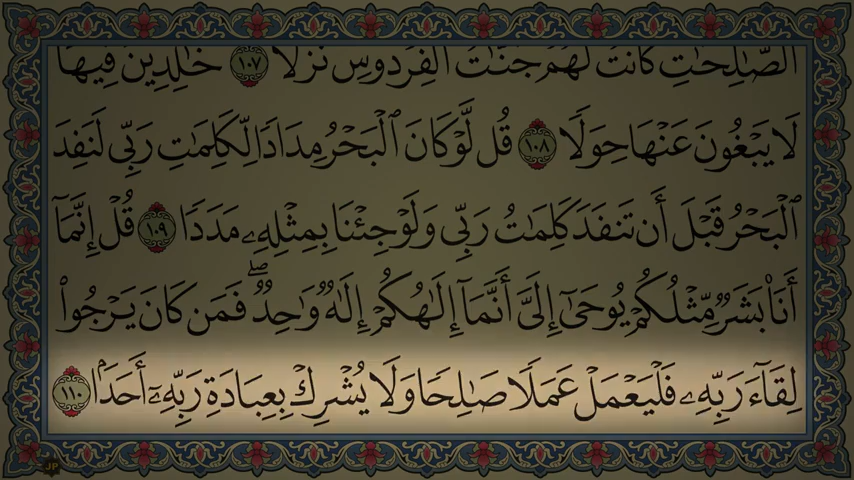 ٱلصَّـٰلِحَـٰتِ كَانَتْ لَهُمْ جَنَّـٰتُ ٱلْفِرْدَوْسِ نُزُلًا ١٠٧ خَـٰلِدِينَ فِيهَا
لَا يَبْغُونَ عَنْهَا حِوَلًا ١٠٨ قُل لَّوْ كَانَ ٱلْبَحْرُ مِدَادًا لِّكَلِمَـٰتِ رَبِّى لَنَفِدَ
ٱلْبَحْرُ قَبْلَ أَن تَنفَدَ كَلِمَـٰتُ رَبِّى وَلَوْ جِئْنَا بِمِثْلِهِۦ مَدَدًا ١٠٩ قُلْ إِنَّمَآ
أَنَا۠ بَشَرٌ مِّثْلُكُمْ يُوحَىٰٓ إِلَىَّ أَنَّمَآ إِلَـٰهُكُمْ إِلَـٰهٌ وَٰحِدٌ ۖ فَمَن كَانَ يَرْجُوا۟
لِقَآءَ رَبِّهِۦ فَلْيَعْمَلْ عَمَلًا صَـٰلِحًا وَلَا يُشْرِكْ بِعِبَادَةِ رَبِّهِۦٓ أَحَدًۢا ١١٠
JP